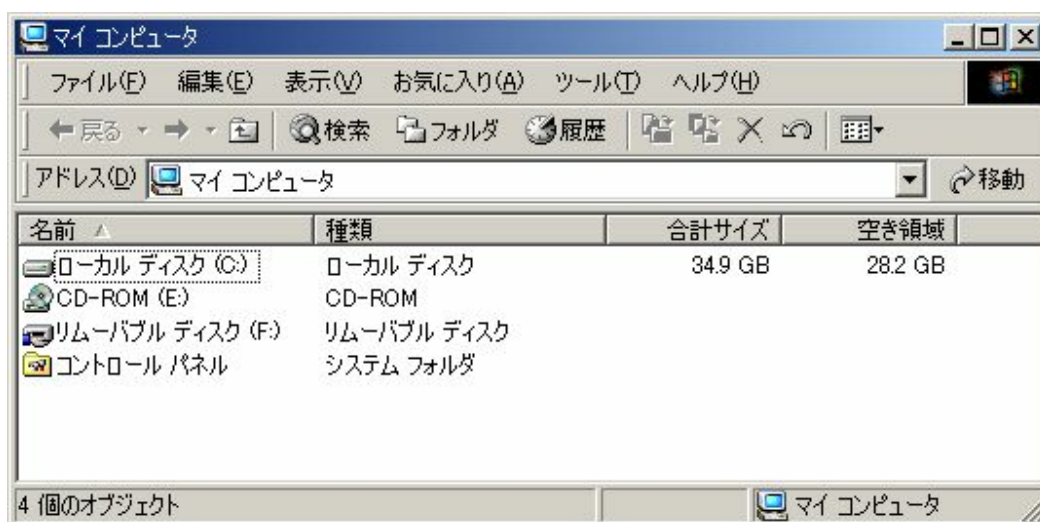 マイ コンピュータ
ファイル(F) 編集(E) 表示(V) お気に入り(A) ツール(T) ヘルプ(H)
戻る 検索 フォルダ 履歴
アドレス(D) マイ コンピュータ 移動
名前 種類 合計サイズ 空き領域
ローカル ディスク (C:) ローカル ディスク 34.9 GB 28.2 GB
CD-ROM (E:) CD-ROM
リムーバブル ディスク (F:) リムーバブル ディスク
コントロール パネル システム フォルダ
4 個のオブジェクト マイ コンピュータ